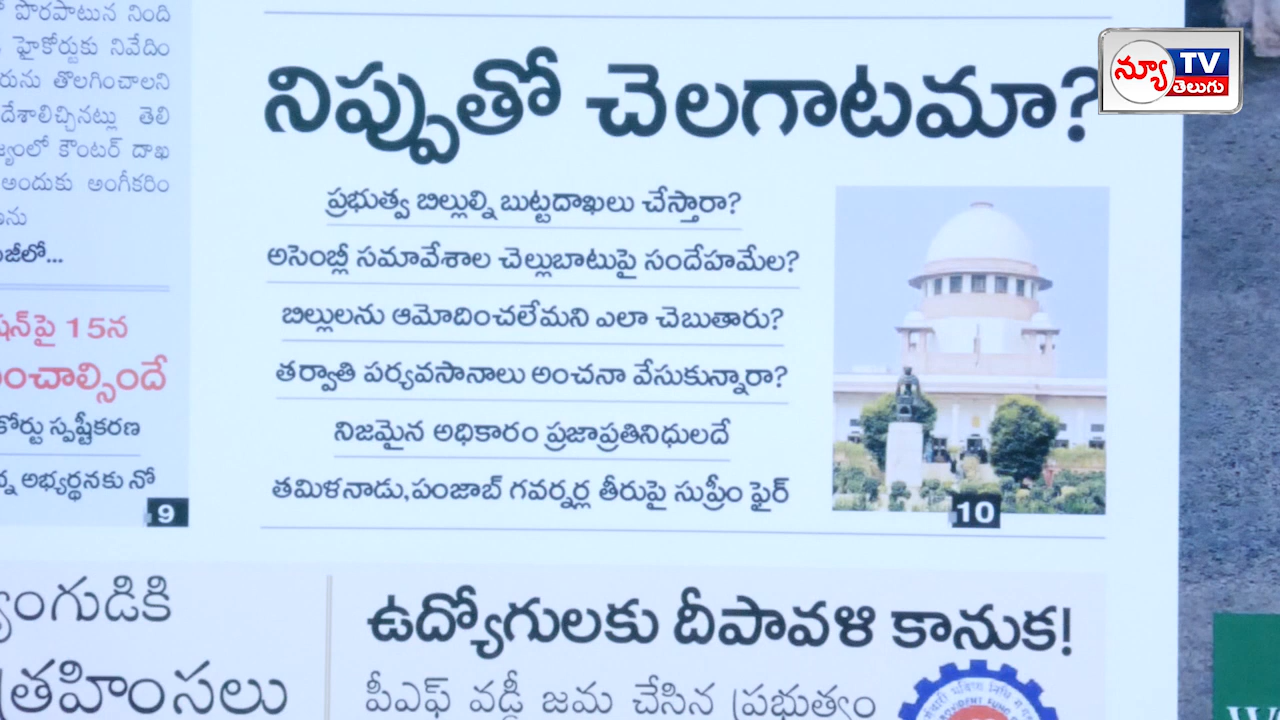 పొరపాటున నింది
హైకోర్టుకు నివేదిం
రును తొలగించాలని
దేశాలిచ్చినట్లు తెలి
జ్యంలో కౌంటర్ దాఖ
అందుకు అంగీకరిం
ను
జీలో...
షన్‌పై 15న
ంచాల్సిందే
కోర్టు స్పష్టీకరణ
న్న అభ్యర్థనకు నో
9
నిప్పుతో చెలగాటమా?
ప్రభుత్వ బిల్లుల్ని బుట్టదాఖలు చేస్తారా?
అసెంబ్లీ సమావేశాల చెల్లుబాటుపై సందేహమేల?
బిల్లులను ఆమోదించలేమని ఎలా చెబుతారు?
తర్వాతి పర్యవసానాలు అంచనా వేసుకున్నారా?
నిజమైన అధికారం ప్రజాప్రతినిధులదే
తమిళనాడు,పంజాబ్ గవర్నర్ల తీరుపై సుప్రీం ఫైర్
10
న్యూ TV
తెలుగు
్యంగుడికి
త్రహింసలు
ఉద్యోగులకు దీపావళి కానుక!
పీఎఫ్ వడ్డీ జమ చేసిన ప్రభుత్వం